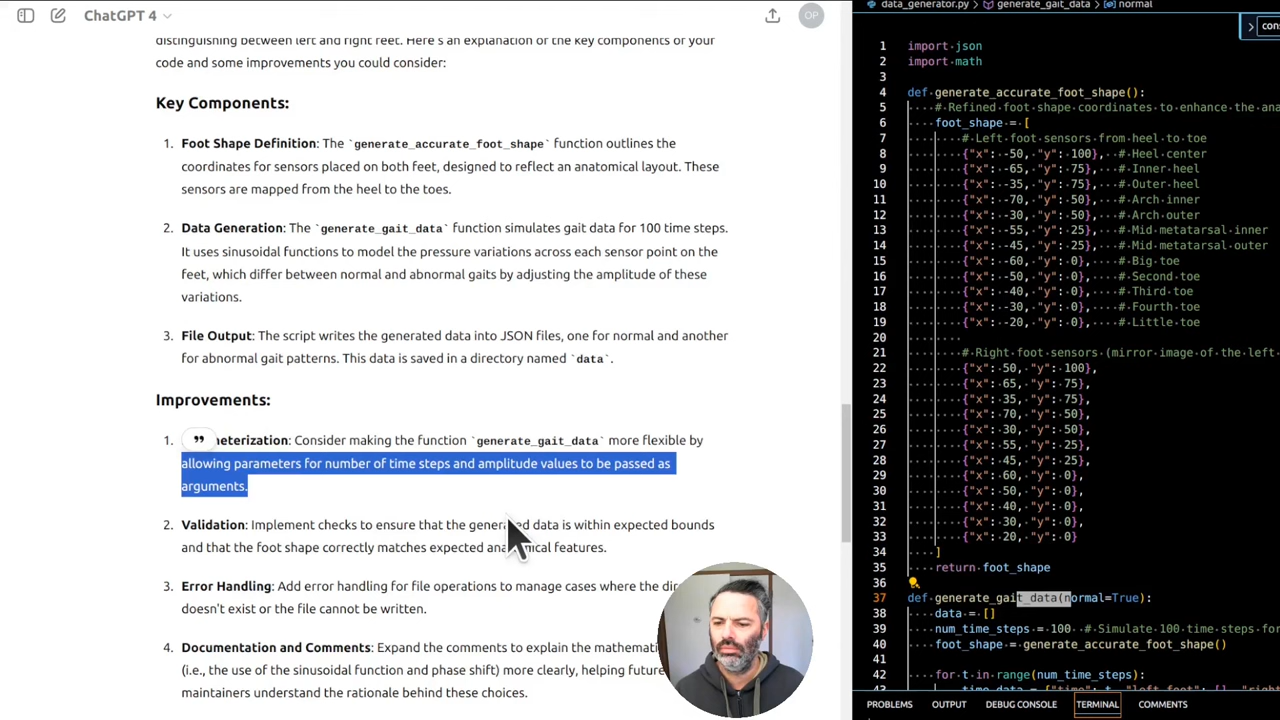 ChatGPT 4
OP
distinguishing between left and right feet. Here's an explanation of the key components of your
code and some improvements you could consider:
Key Components:
1. Foot Shape Definition: The `generate_accurate_foot_shape` function outlines the
coordinates for sensors placed on both feet, designed to reflect an anatomical layout. These
sensors are mapped from the heel to the toes.
2. Data Generation: The `generate_gait_data` function simulates gait data for 100 time steps.
It uses sinusoidal functions to model the pressure variations across each sensor point on the
feet, which differ between normal and abnormal gaits by adjusting the amplitude of these
variations.
3. File Output: The script writes the generated data into JSON files, one for normal and another
for abnormal gait patterns. This data is saved in a directory named `data`.
Improvements:
1. neterization: Consider making the function `generate_gait_data` more flexible by
allowing parameters for number of time steps and amplitude values to be passed as
arguments.
2. Validation: Implement checks to ensure that the generated data is within expected bounds
and that the foot shape correctly matches expected anatomical features.
3. Error Handling: Add error handling for file operations to manage cases where the dire
doesn't exist or the file cannot be written.
4. Documentation and Comments: Expand the comments to explain the mathemati
(i.e., the use of the sinusoidal function and phase shift) more clearly, helping future
maintainers understand the rationale behind these choices.
data_generator.py > generate_gait_data > normal
> con
1 import json
2 import math
3
4 def generate_accurate_foot_shape():
5 # Refined foot shape coordinates to enhance the ana
6 foot_shape = [
7 # Left foot sensors from heel to toe
8 {"x": -50, "y": 100}, # Heel center
9 {"x": -65, "y": 75}, # Inner heel
10 {"x": -35, "y": 75}, # Outer heel
11 {"x": -70, "y": 50}, # Arch inner
12 {"x": -30, "y": 50}, # Arch outer
13 {"x": -55, "y": 25}, # Mid-metatarsal inner
14 {"x": -45, "y": 25}, # Mid-metatarsal outer
15 {"x": -60, "y": 0}, # Big toe
16 {"x": -50, "y": 0}, # Second toe
17 {"x": -40, "y": 0}, # Third toe
18 {"x": -30, "y": 0}, # Fourth toe
19 {"x": -20, "y": 0}, # Little toe
20
21 # Right foot sensors (mirror image of the left
22 {"x": 50, "y": 100},
23 {"x": 65, "y": 75},
24 {"x": 35, "y": 75},
25 {"x": 70, "y": 50},
26 {"x": 30, "y": 50},
27 {"x": 55, "y": 25},
28 {"x": 45, "y": 25},
29 {"x": 60, "y": 0},
30 {"x": 50, "y": 0},
31 {"x": 40, "y": 0},
32 {"x": 30, "y": 0},
33 {"x": 20, "y": 0}
34 ]
35 return foot_shape
36
37 def generate_gait_data(normal=True):
38 data = []
39 num_time_steps = 100 # Simulate 100 time steps fo
40 foot_shape = generate_accurate_foot_shape()
41
42 for t in range(num_time_steps):
43 time_data = {"time": t, "left_foot": [], "righ
PROBLEMS OUTPUT DEBUG CONSOLE TERMINAL COMMENTS